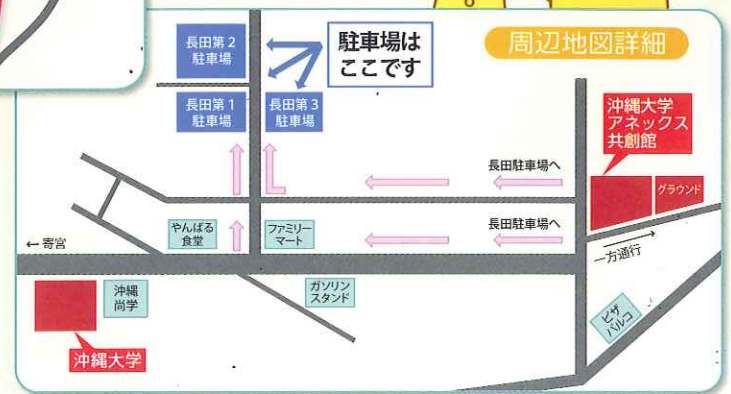 周辺地図詳細
駐車場は
ここです
長田第2
駐車場
長田第1
駐車場
長田第3
駐車場
沖縄大学
アネックス
共創館
グラウンド
長田駐車場へ
長田駐車場へ
やんばる
食堂
ファミリー
マート
←寄宮
一方通行
沖縄
尚学
ガソリン
スタンド
ピザ
パルコ
沖縄大学